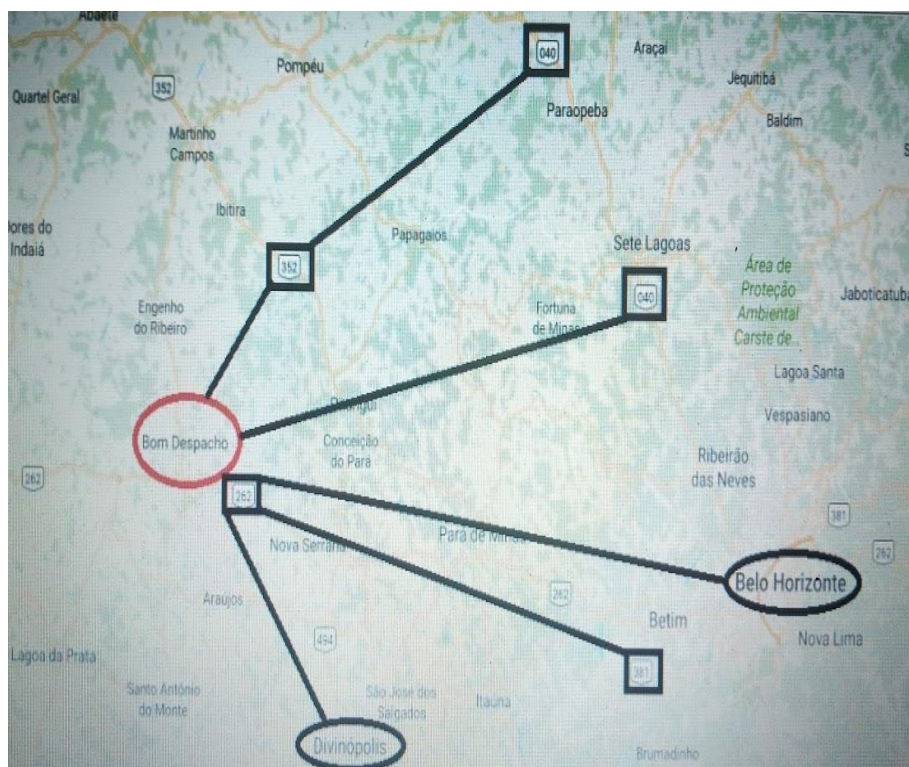 Abaeté
040
Araçaí
Pompéu
352
Jequitibá
Quartel Geral
Paraopeba
Baldim
Martinho
Campos
Ibitira
Dores do
Indaiá
Papagaios
Sete Lagoas
352
Área de
Proteção
Ambiental
Carste de...
040
Jaboticatuba
Engenho
do Ribeiro
Fortuna
de Minas
Lagoa Santa
Vespasiano
Bom Despacho
Conceição
do Pará
Ribeirão
das Neves
262
262
381
Nova Serrana
Pará de Minas
262
Belo Horizonte
262
Araújos
Betim
494
Nova Lima
Lagoa da Prata
381
Santo Antônio
do Monte
São José dos
Salgados
Itaúna
Divinópolis
Brumadinho